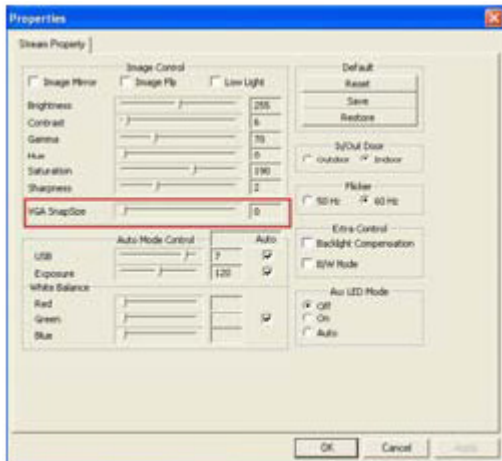 Properties
Stream Property
Image Control
Image Mirror
Image Flip
Low Light
Brightness 255
Contrast 6
Gamma 70
Hue 0
Saturation 190
Sharpness 2
VGA SnapSize 0
Auto Mode Control
Auto
USB 7
Exposure 120
White Balance
Red
Green
Blue
Default
Reset
Save
Restore
In/Out Door
Outdoor
Indoor
Flicker
50 Hz
60 Hz
Extra Control
Backlight Compensation
B/W Mode
Aux LED Mode
Off
On
Auto
OK
Cancel
Apply